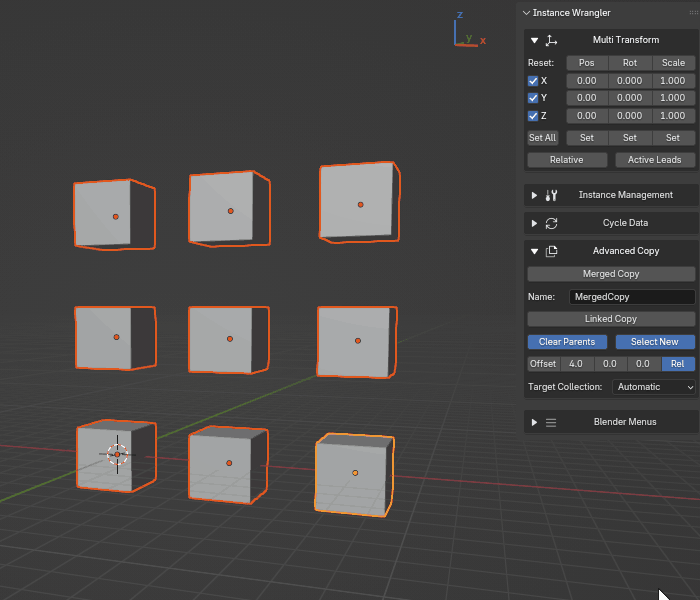 z
y x
Instance Wrangler
Multi Transform
Reset: Pos Rot Scale
X 0.00 0.000 1.000
Y 0.00 0.000 1.000
Z 0.00 0.000 1.000
Set All Set Set Set
Relative Active Leads
Instance Management
Cycle Data
Advanced Copy
Merged Copy
Name: MergedCopy
Linked Copy
Clear Parents Select New
Offset 4.0 0.0 0.0 Rel
Target Collection: Automatic
Blender Menus